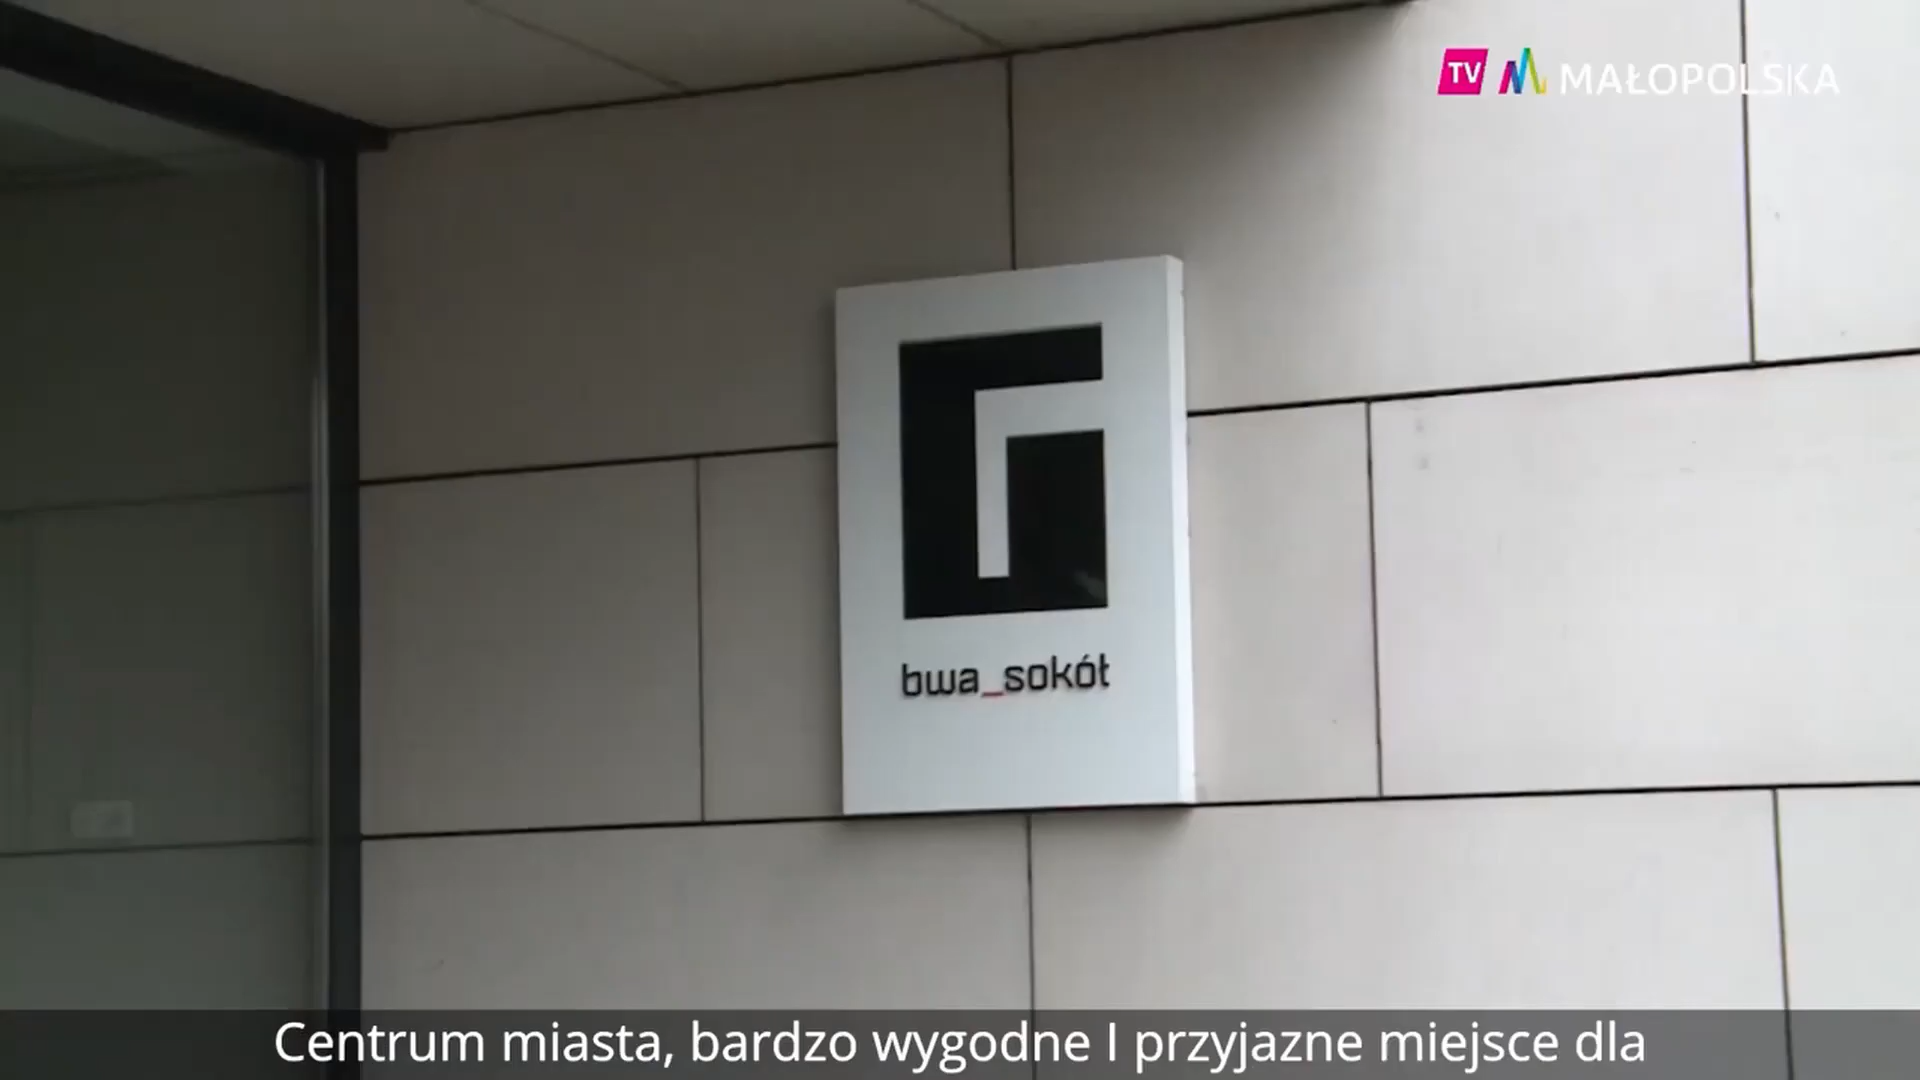 TV MAŁOPOLSKA
bwa_sokół
Centrum miasta, bardzo wygodne I przyjazne miejsce dla